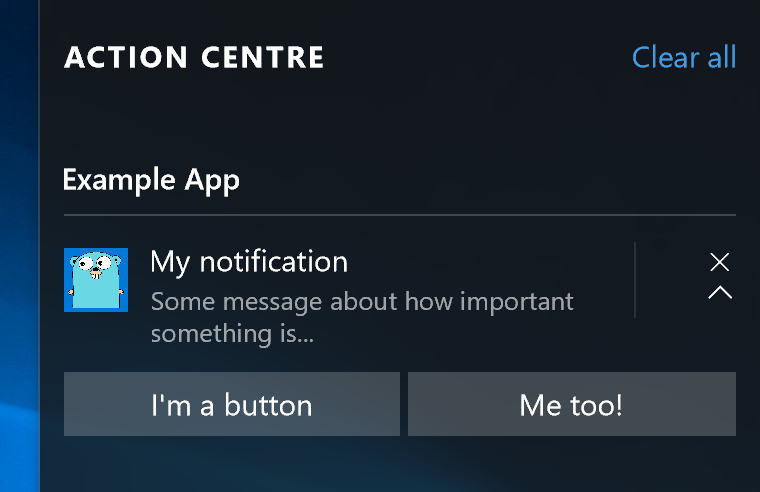 ACTION CENTRE
Clear all
Example App
My notification
Some message about how important
something is...
I'm a button
Me too!